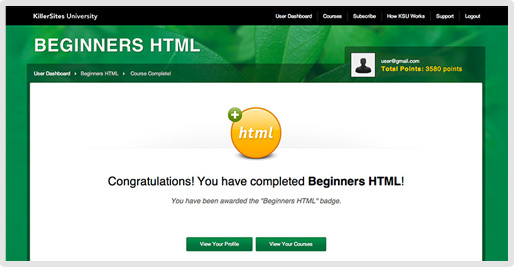 KillerSites University
User Dashboard Courses Subscribe How KSU Works Support Logout
BEGINNERS HTML
user@gmail.com
Total Points: 3580 points
User Dashboard Beginners HTML Course Complete!
html
Congratulations! You have completed Beginners HTML!
You have been awarded the "Beginners HTML" badge.
View Your Profile View Your Courses